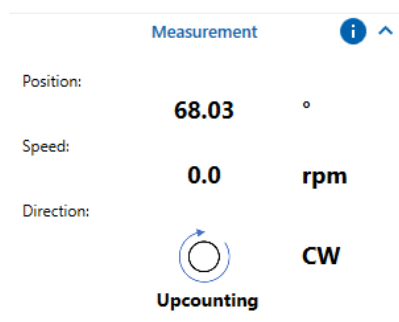 Measurement i
Position:
68.03 °
Speed:
0.0 rpm
Direction:
CW
Upcounting